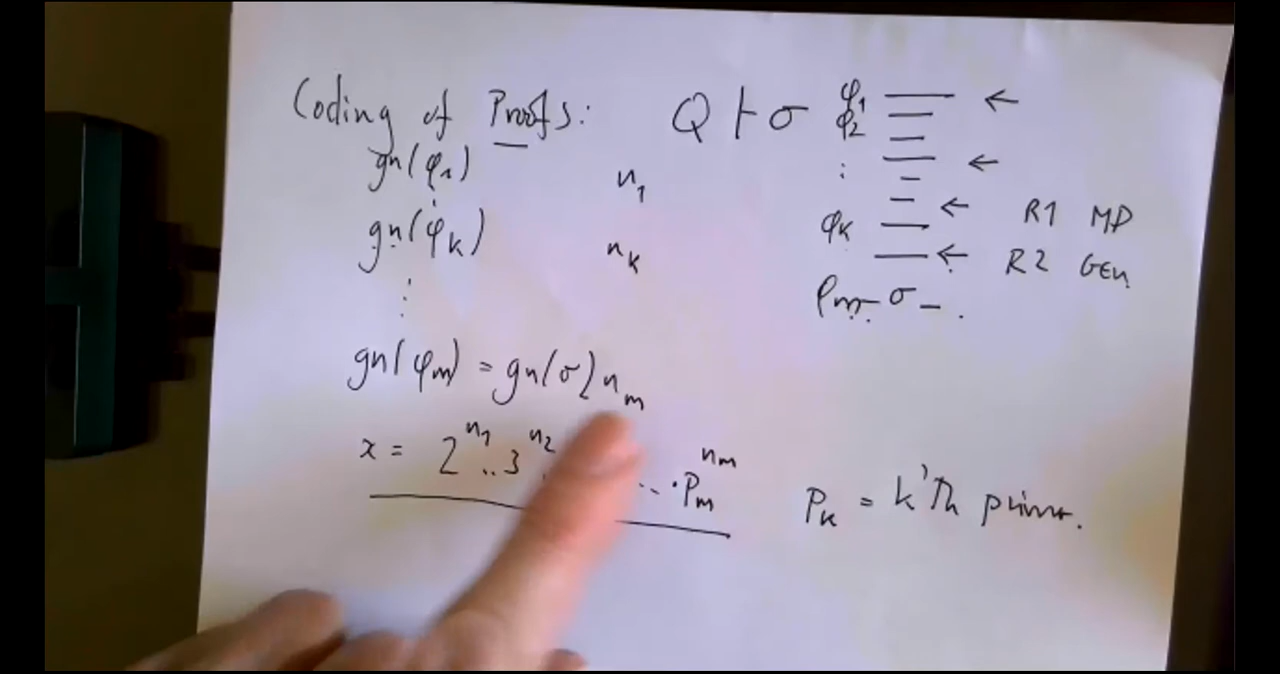 Coding of Proofs: Q ⊢ σ φ1 ←
φ2
gn(φ1) n1 ⋮ ←
gn(φk) nk φk ← R1 MP
← R2 Gen
⋮ φm σ
gn(φm) = gn(σ) nm
x = 2^n1 .. 3^n2 . ... · Pm^nm Pk = k'Th prime.